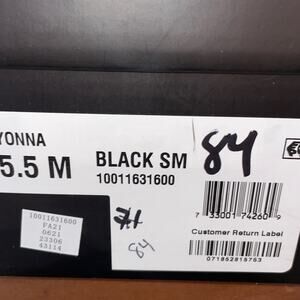 YONNA
5.5 M
BLACK SM
10011631600
84
7 33001 74260 9
Customer Return Label
071852815763
10011631600
FA21
0621
23306
43114
84